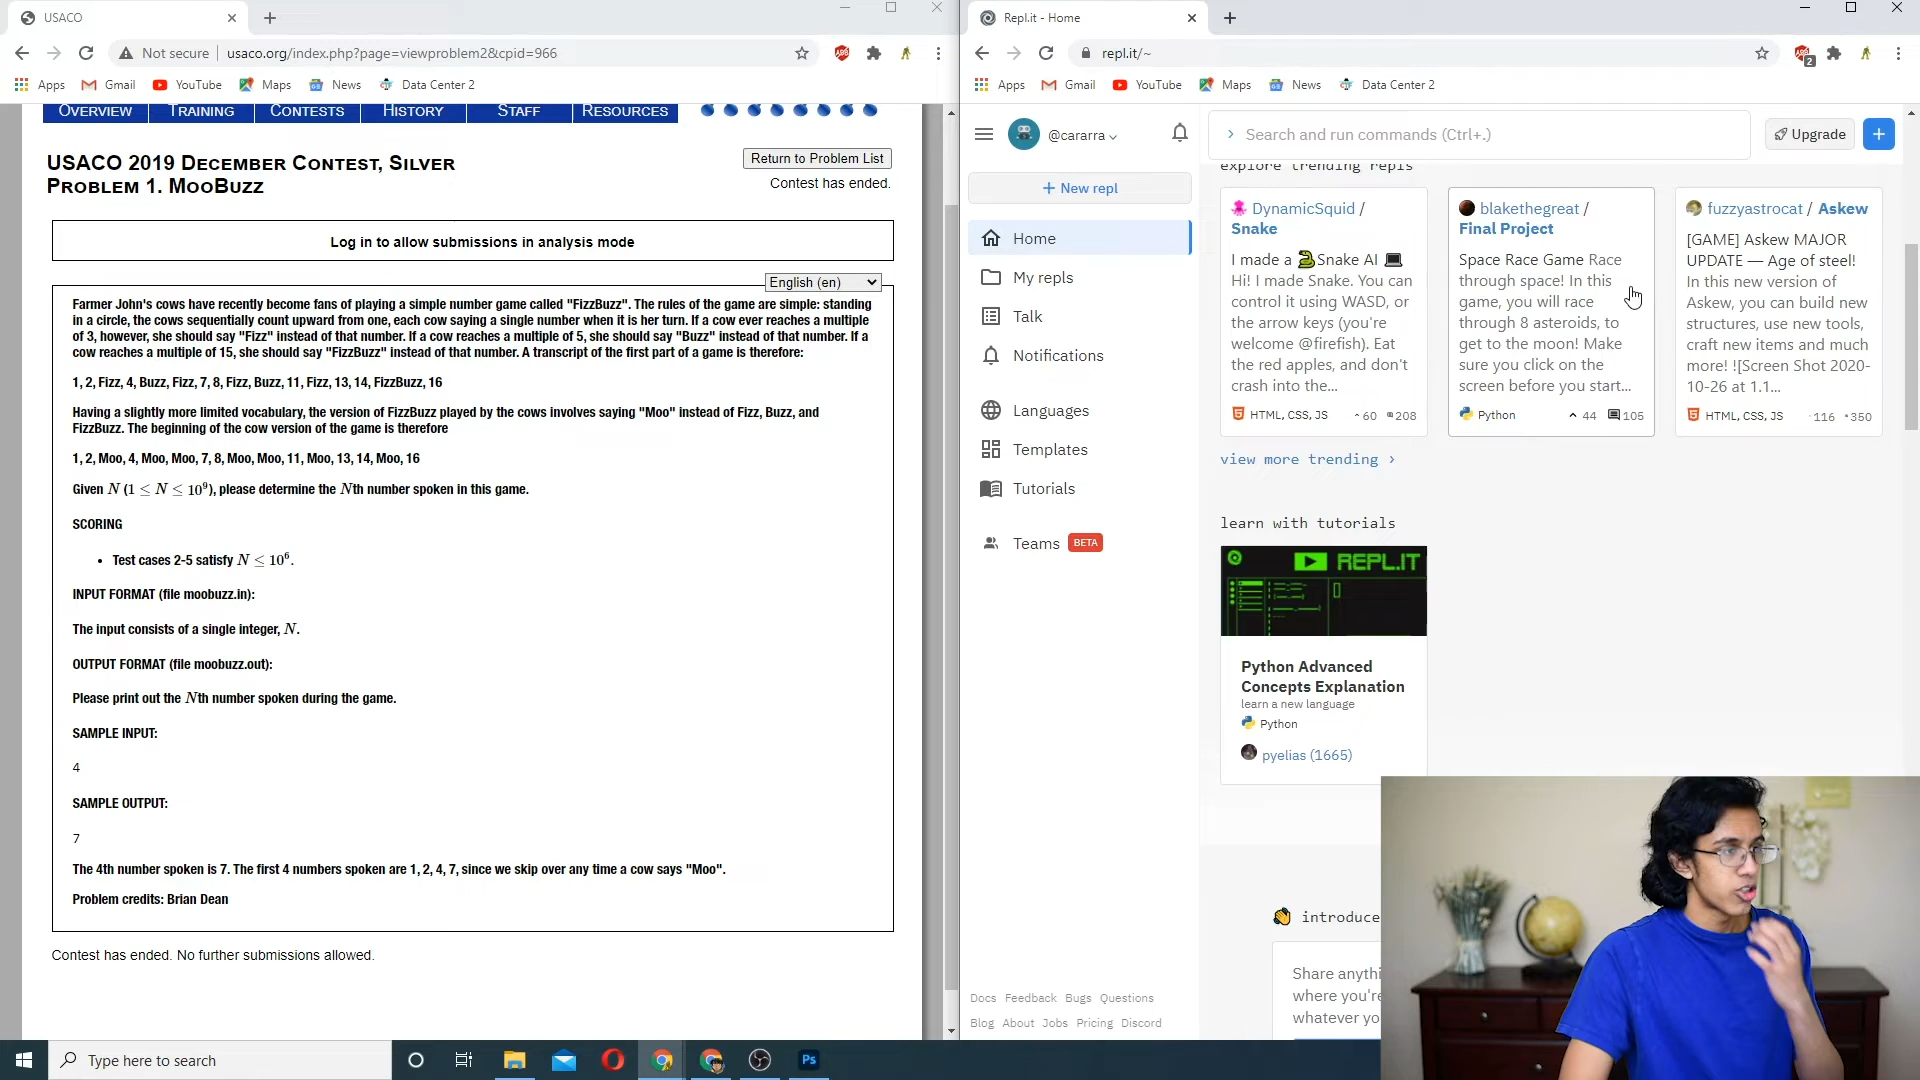 USACO
Not secure
usaco.org/index.php?page=viewproblem2&cpid=966
Apps
Gmail
YouTube
Maps
News
Data Center 2
OVERVIEW
TRAINING
CONTESTS
HISTORY
STAFF
RESOURCES
USACO 2019 DECEMBER CONTEST, SILVER
PROBLEM 1. MOOBUZZ
Return to Problem List
Contest has ended.
Log in to allow submissions in analysis mode
English (en)
Farmer John's cows have recently become fans of playing a simple number game called "FizzBuzz". The rules of the game are simple: standing
in a circle, the cows sequentially count upward from one, each cow saying a single number when it is her turn. If a cow ever reaches a multiple
of 3, however, she should say "Fizz" instead of that number. If a cow reaches a multiple of 5, she should say "Buzz" instead of that number. If a
cow reaches a multiple of 15, she should say "FizzBuzz" instead of that number. A transcript of the first part of a game is therefore:
1, 2, Fizz, 4, Buzz, Fizz, 7, 8, Fizz, Buzz, 11, Fizz, 13, 14, FizzBuzz, 16
Having a slightly more limited vocabulary, the version of FizzBuzz played by the cows involves saying "Moo" instead of Fizz, Buzz, and
FizzBuzz. The beginning of the cow version of the game is therefore
1, 2, Moo, 4, Moo, Moo, 7, 8, Moo, Moo, 11, Moo, 13, 14, Moo, 16
Given N (1 ≤ N ≤ 10⁹), please determine the Nth number spoken in this game.
SCORING
• Test cases 2-5 satisfy N ≤ 10⁶.
INPUT FORMAT (file moobuzz.in):
The input consists of a single integer, N.
OUTPUT FORMAT (file moobuzz.out):
Please print out the Nth number spoken during the game.
SAMPLE INPUT:
4
SAMPLE OUTPUT:
7
The 4th number spoken is 7. The first 4 numbers spoken are 1, 2, 4, 7, since we skip over any time a cow says "Moo".
Problem credits: Brian Dean
Contest has ended. No further submissions allowed.
Type here to search
Ps
Repl.it - Home
repl.it/~
2
Apps
Gmail
YouTube
Maps
News
Data Center 2
@cararra
Search and run commands (Ctrl+.)
Upgrade
+
+ New repl
Home
My repls
Talk
Notifications
Languages
Templates
Tutorials
Teams BETA
Docs Feedback Bugs Questions
Blog About Jobs Pricing Discord
explore trending repls
DynamicSquid /
Snake
I made a 🐍Snake AI 💻
Hi! I made Snake. You can
control it using WASD, or
the arrow keys (you're
welcome @firefish). Eat
the red apples, and don't
crash into the...
HTML, CSS, JS
60 208
blakethegreat /
Final Project
Space Race Game Race
through space! In this
game, you will race
through 8 asteroids, to
get to the moon! Make
sure you click on the
screen before you start...
Python
44 105
fuzzyastrocat / Askew
[GAME] Askew MAJOR
UPDATE — Age of steel!
In this new version of
Askew, you can build new
structures, use new tools,
craft new items and much
more! ![Screen Shot 2020-
10-26 at 1.1...
HTML, CSS, JS
116 350
view more trending ›
learn with tutorials
REPL.IT
Python Advanced
Concepts Explanation
learn a new language
Python
pyelias (1665)
👋 introduce
Share anythi
where you're
whatever yo